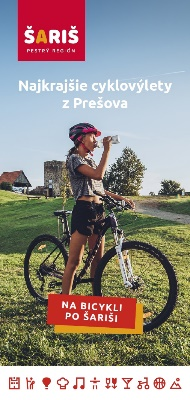 ŠARIŠ
PESTRÝ REGIÓN
Najkrajšie cyklovýlety
z Prešova
NA BICYKLI
PO ŠARIŠI